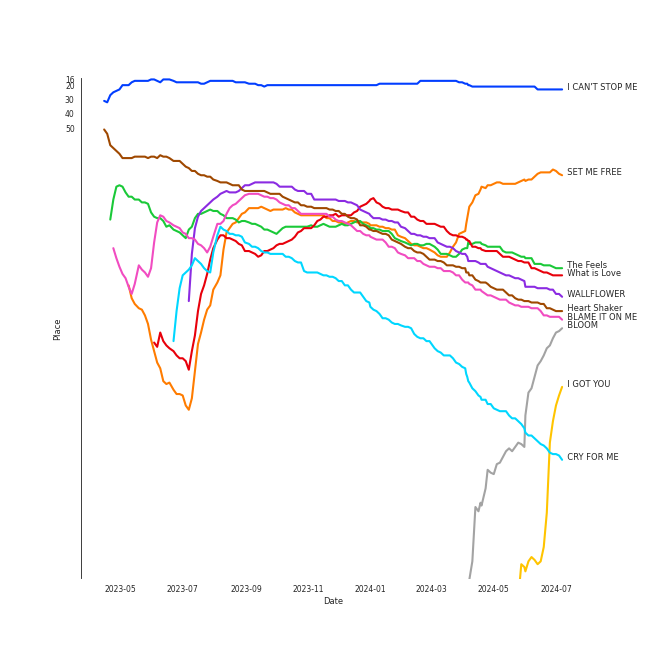 16
20
30
40
50
Place
I CAN'T STOP ME
SET ME FREE
The Feels
What is Love
WALLFLOWER
Heart Shaker
BLAME IT ON ME
BLOOM
I GOT YOU
CRY FOR ME
2023-05 2023-07 2023-09 2023-11 2024-01 2024-03 2024-05 2024-07
Date